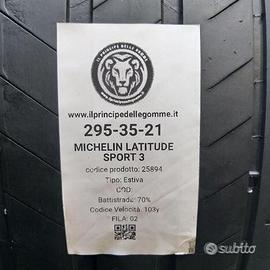 IL PRINCIPE DELLE GOMME
www.ilprincipedellegomme.it
295-35-21
MICHELIN LATITUDE
SPORT 3
codice prodotto: 25894
Tipo: Estiva
DOD:
Battistrada: 70%
Codice Velocità: 103y
FILA: 02
subito